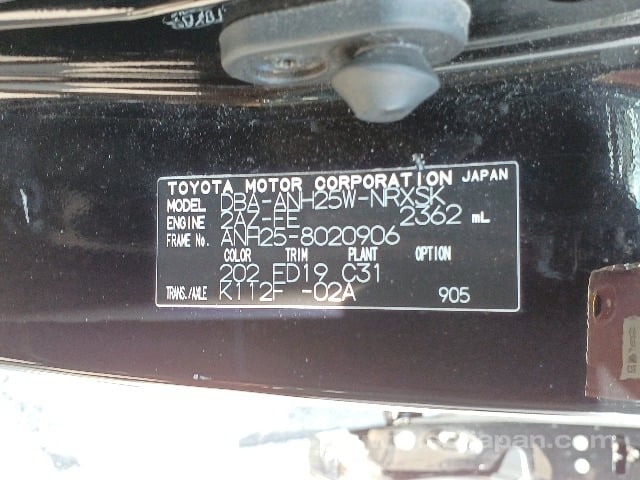 TOYOTA MOTOR CORPORATION JAPAN
MODEL DBA-ANH25W-NRXSK
ENGINE 2AZ-FE 2362 mL
FRAME No. ANH25-8020906
COLOR TRIM PLANT OPTION
202 FD19 C31
TRANS./AXLE K112F -02A 905